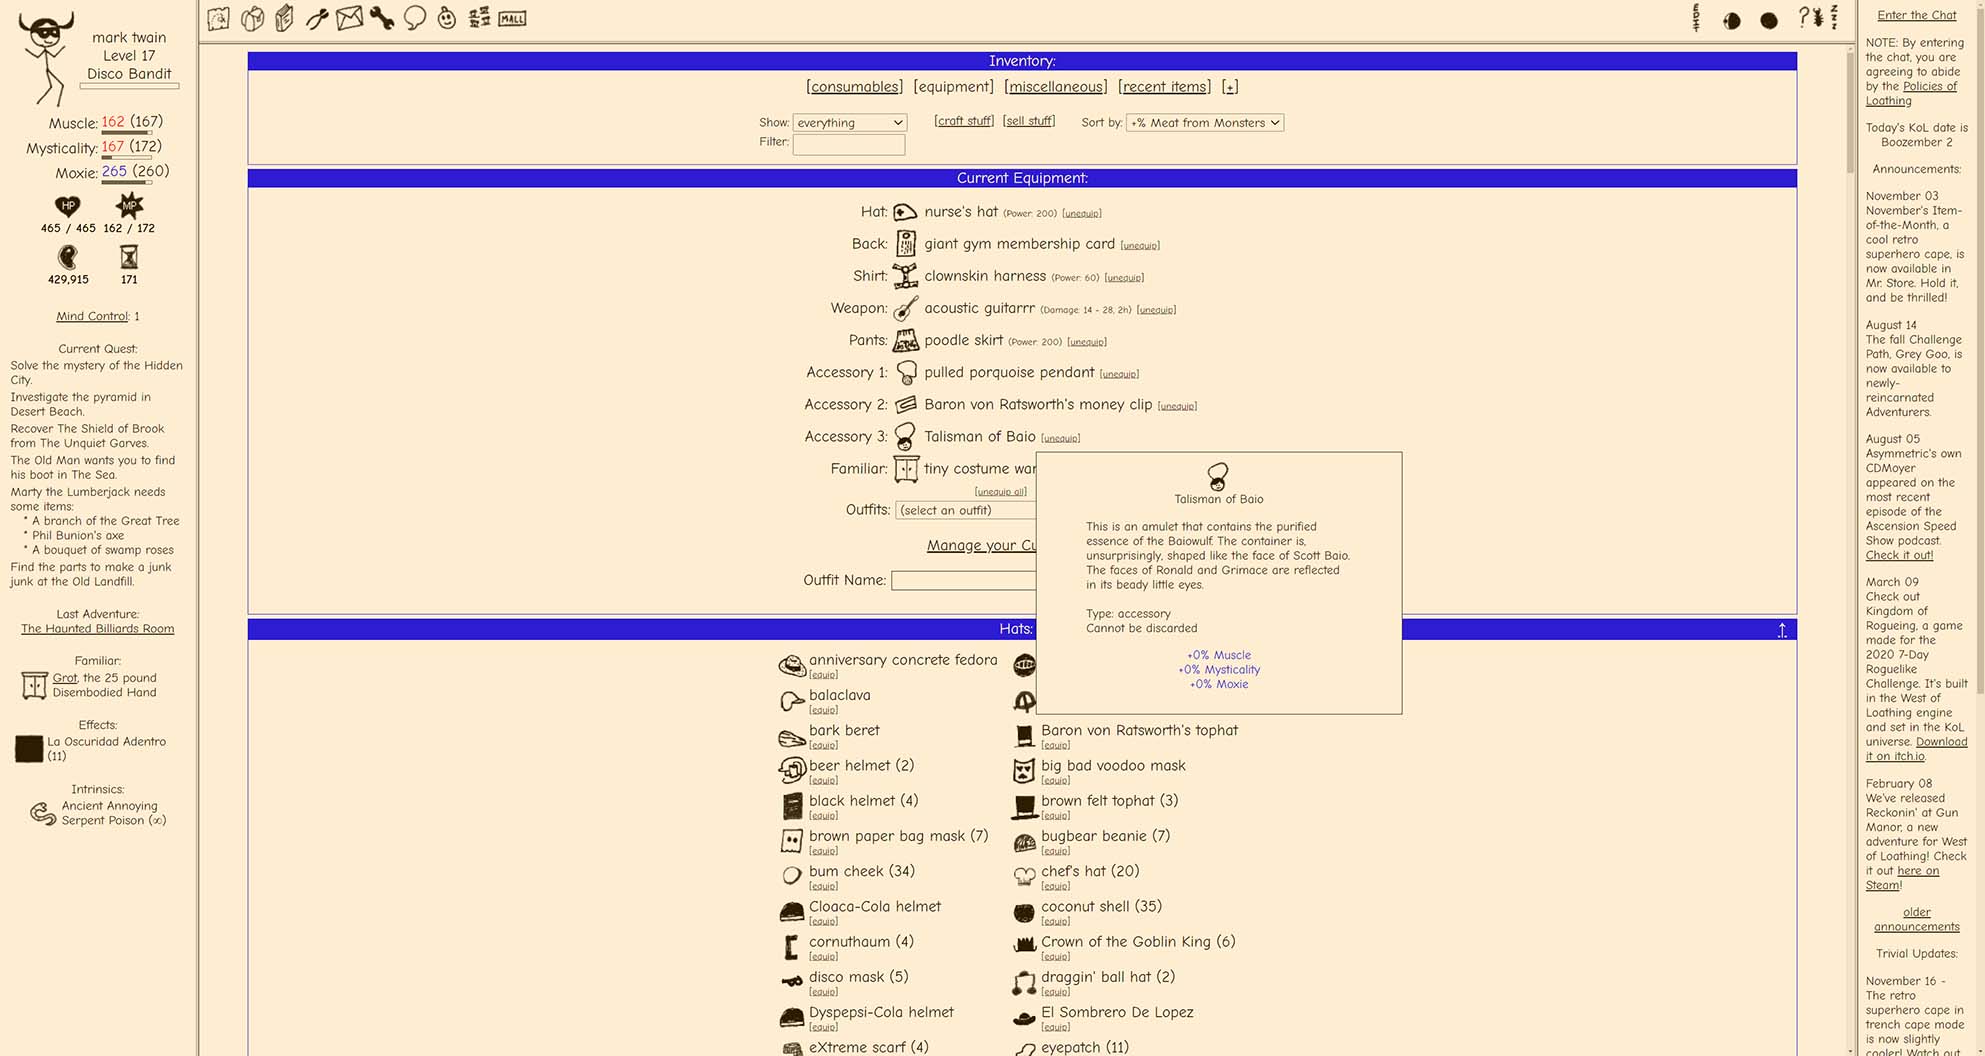 mark twain
Level 17
Disco Bandit
Muscle: 162 (167)
Mysticality: 167 (172)
Moxie: 265 (260)
HP MP
465 / 465 162 / 172
429,915 171
Mind Control: 1
Current Quest:
Solve the mystery of the Hidden
City.
Investigate the pyramid in
Desert Beach.
Recover The Shield of Brook
from The Unquiet Garves.
The Old Man wants you to find
his boot in The Sea.
Marty the Lumberjack needs
some items:
* A branch of the Great Tree
* Phil Bunion's axe
* A bouquet of swamp roses
Find the parts to make a junk
junk at the Old Landfill.
Last Adventure:
The Haunted Billiards Room
Familiar:
Grot, the 25 pound
Disembodied Hand
Effects:
La Oscuridad Adentro
(11)
Intrinsics:
Ancient Annoying
Serpent Poison (∞)
MALL
EDIT
?
ZZZ
Inventory:
[consumables] [equipment] [miscellaneous] [recent items] [+]
Show: everything [craft stuff] [sell stuff] Sort by: +% Meat from Monsters
Filter:
Current Equipment:
Hat: nurse's hat (Power: 200) [unequip]
Back: giant gym membership card [unequip]
Shirt: clownskin harness (Power: 60) [unequip]
Weapon: acoustic guitarrr (Damage: 14 - 28, 2h) [unequip]
Pants: poodle skirt (Power: 200) [unequip]
Accessory 1: pulled porquoise pendant [unequip]
Accessory 2: Baron von Ratsworth's money clip [unequip]
Accessory 3: Talisman of Baio [unequip]
Familiar: tiny costume war
[unequip all]
Outfits: (select an outfit)
Manage your Cu
Outfit Name:
Talisman of Baio
This is an amulet that contains the purified
essence of the Baiowulf. The container is,
unsurprisingly, shaped like the face of Scott Baio.
The faces of Ronald and Grimace are reflected
in its beady little eyes.
Type: accessory
Cannot be discarded
+0% Muscle
+0% Mysticality
+0% Moxie
Hats:
anniversary concrete fedora
[equip]
balaclava
[equip]
bark beret Baron von Ratsworth's tophat
[equip] [equip]
beer helmet (2) big bad voodoo mask
[equip] [equip]
black helmet (4) brown felt tophat (3)
[equip] [equip]
brown paper bag mask (7) bugbear beanie (7)
[equip] [equip]
bum cheek (34) chef's hat (20)
[equip] [equip]
Cloaca-Cola helmet coconut shell (35)
[equip] [equip]
cornuthaum (4) Crown of the Goblin King (6)
[equip] [equip]
disco mask (5) draggin' ball hat (2)
[equip] [equip]
Dyspepsi-Cola helmet El Sombrero De Lopez
[equip] [equip]
eXtreme scarf (4) eyepatch (11)
Enter the Chat
NOTE: By entering
the chat, you are
agreeing to abide
by the Policies of
Loathing
Today's KoL date is
Boozember 2
Announcements:
November 03
November's Item-
of-the-Month, a
cool retro
superhero cape, is
now available in
Mr. Store. Hold it,
and be thrilled!
August 14
The fall Challenge
Path, Grey Goo, is
now available to
newly-
reincarnated
Adventurers.
August 05
Asymmetric's own
CDMoyer
appeared on the
most recent
episode of the
Ascension Speed
Show podcast.
Check it out!
March 09
Check out
Kingdom of
Rogueing, a game
made for the
2020 7-Day
Roguelike
Challenge. It's built
in the West of
Loathing engine
and set in the KoL
universe. Download
it on itch.io.
February 08
We've released
Reckonin' at Gun
Manor, a new
adventure for West
of Loathing! Check
it out here on
Steam!
older
announcements
Trivial Updates:
November 16 -
The retro
superhero cape in
trench cape mode
is now slightly
cooler! Watch out